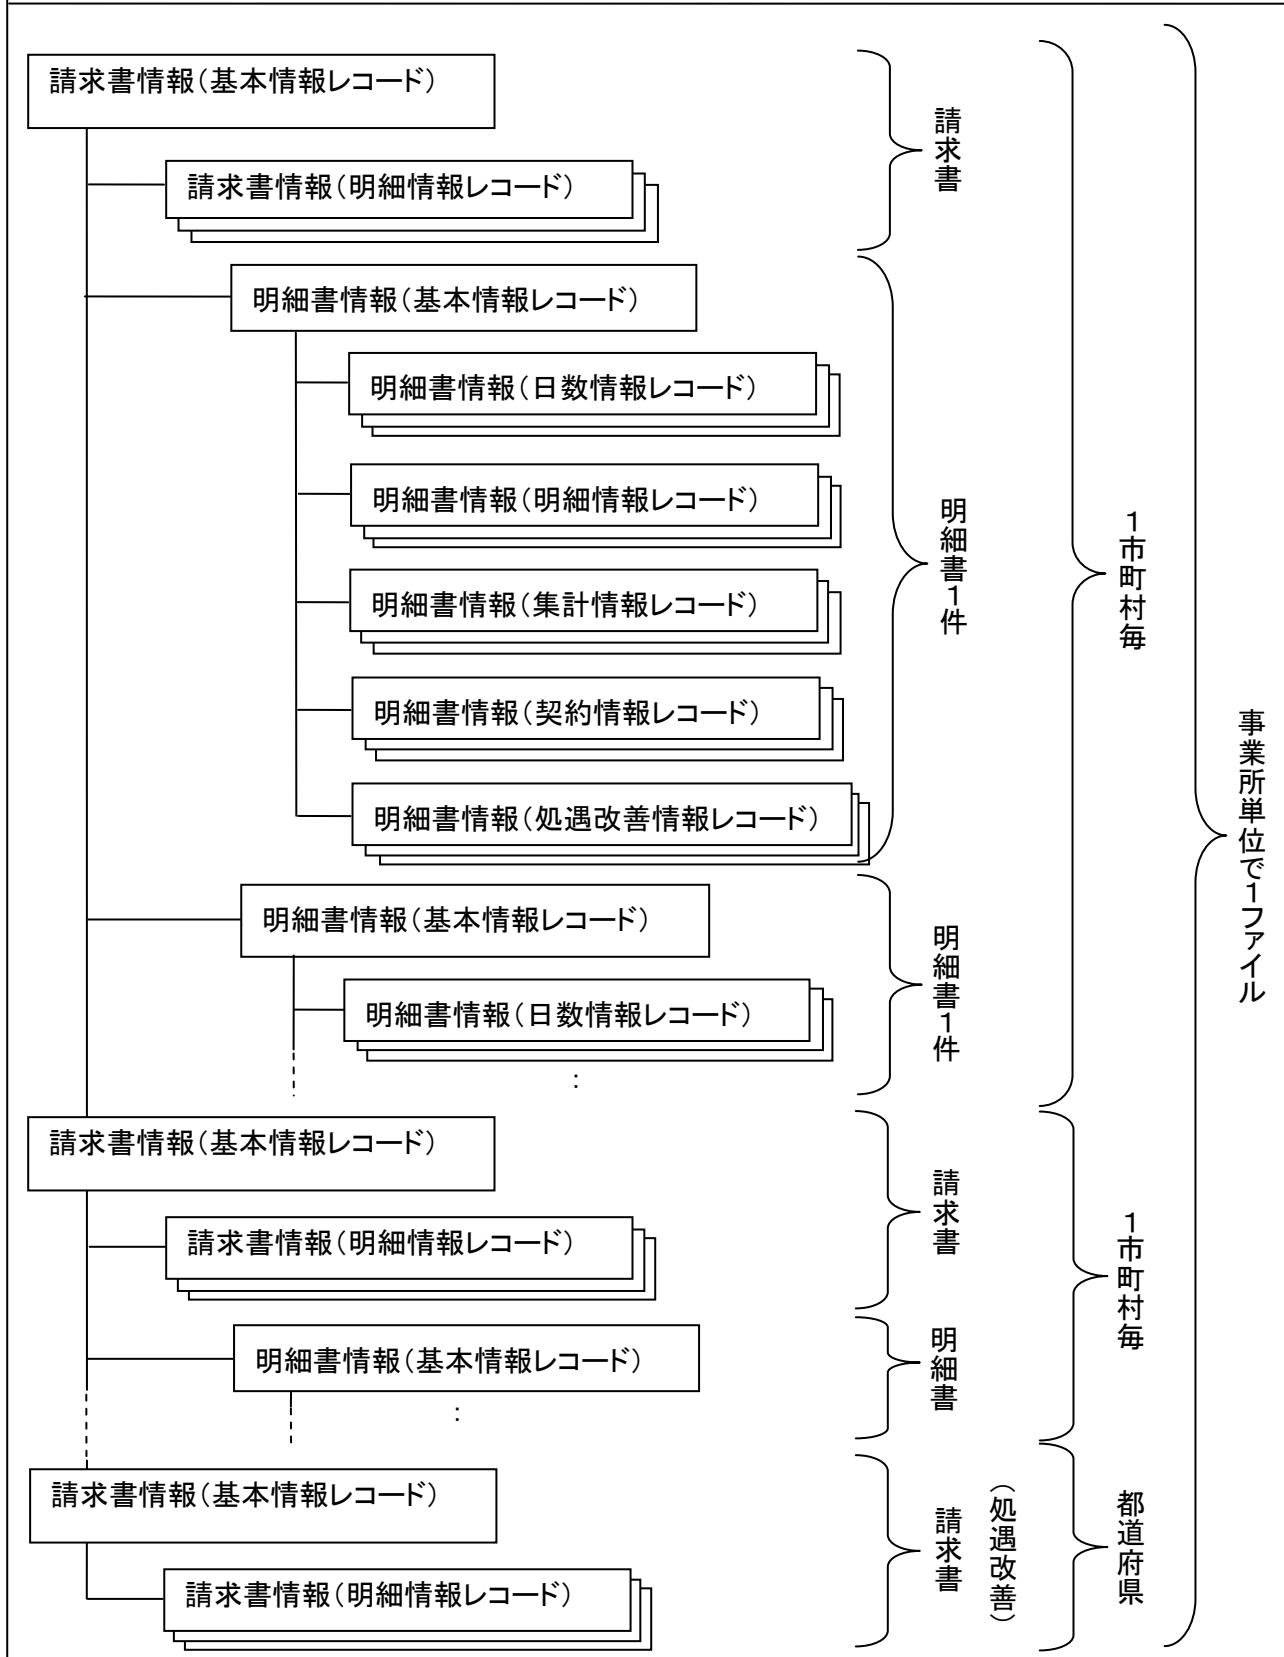 請求書情報（基本情報レコード）
請求書情報（明細情報レコード）
請求書
明細書情報（基本情報レコード）
明細書情報（日数情報レコード）
明細書情報（明細情報レコード）
明細書情報（集計情報レコード）
明細書情報（契約情報レコード）
明細書情報（処遇改善情報レコード）
明細書１件
明細書情報（基本情報レコード）
明細書情報（日数情報レコード）
：
明細書１件
１市町村毎
請求書情報（基本情報レコード）
請求書情報（明細情報レコード）
請求書
明細書情報（基本情報レコード）
：
明細書
１市町村毎
請求書情報（基本情報レコード）
請求書情報（明細情報レコード）
請求書
（処遇改善）
都道府県
事業所単位で１ファイル